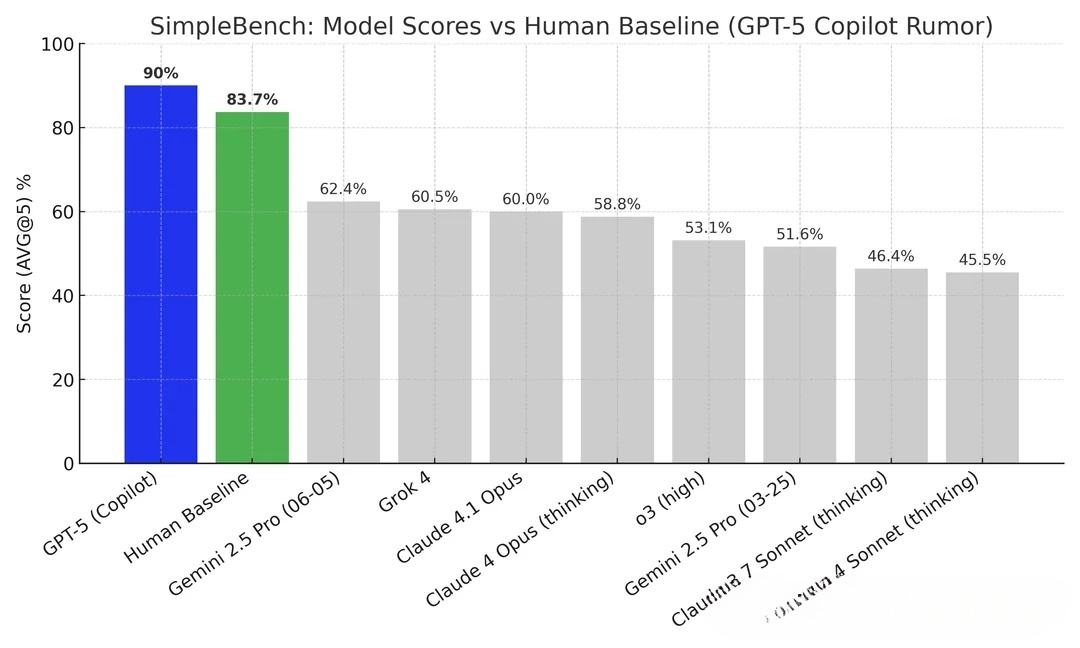 SimpleBench: Model Scores vs Human Baseline (GPT-5 Copilot Rumor)
Score (AVG@5) %
100
80
60
40
20
0
90%
83.7%
62.4%
60.5%
60.0%
58.8%
53.1%
51.6%
46.4%
45.5%
GPT-5 (Copilot)
Human Baseline
Gemini 2.5 Pro (06-05)
Grok 4
Claude 4.1 Opus
Claude 4 Opus (thinking)
o3 (high)
Gemini 2.5 Pro (03-25)
7 Sonnet (thinking)
4 Sonnet (thinking)